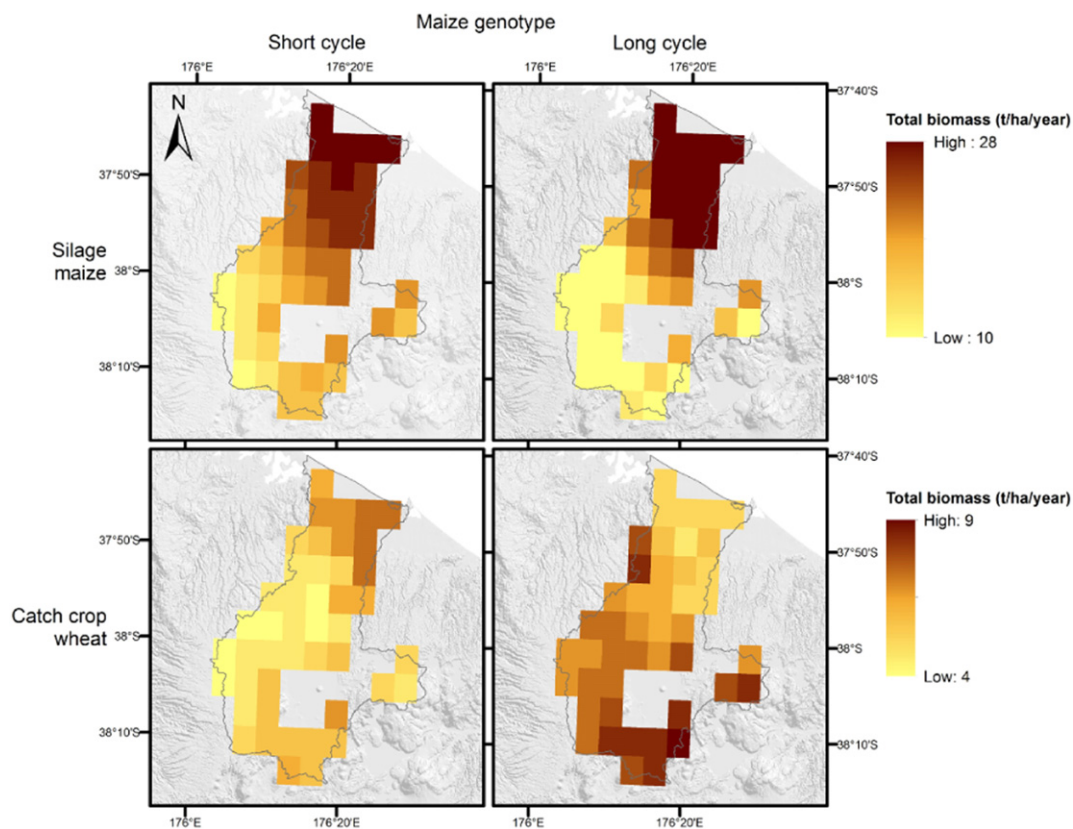 Maize genotype
Short cycle
Long cycle
176°E
176°20'E
176°E
176°20'E
N
37°40'S
37°50'S
37°50'S
38°S
38°S
38°10'S
38°10'S
Silage
maize
Total biomass (t/ha/year)
High : 28
Low : 10
37°40'S
37°50'S
37°50'S
38°S
38°S
38°10'S
38°10'S
Catch crop
wheat
Total biomass (t/ha/year)
High: 9
Low: 4
176°E
176°20'E
176°E
176°20'E